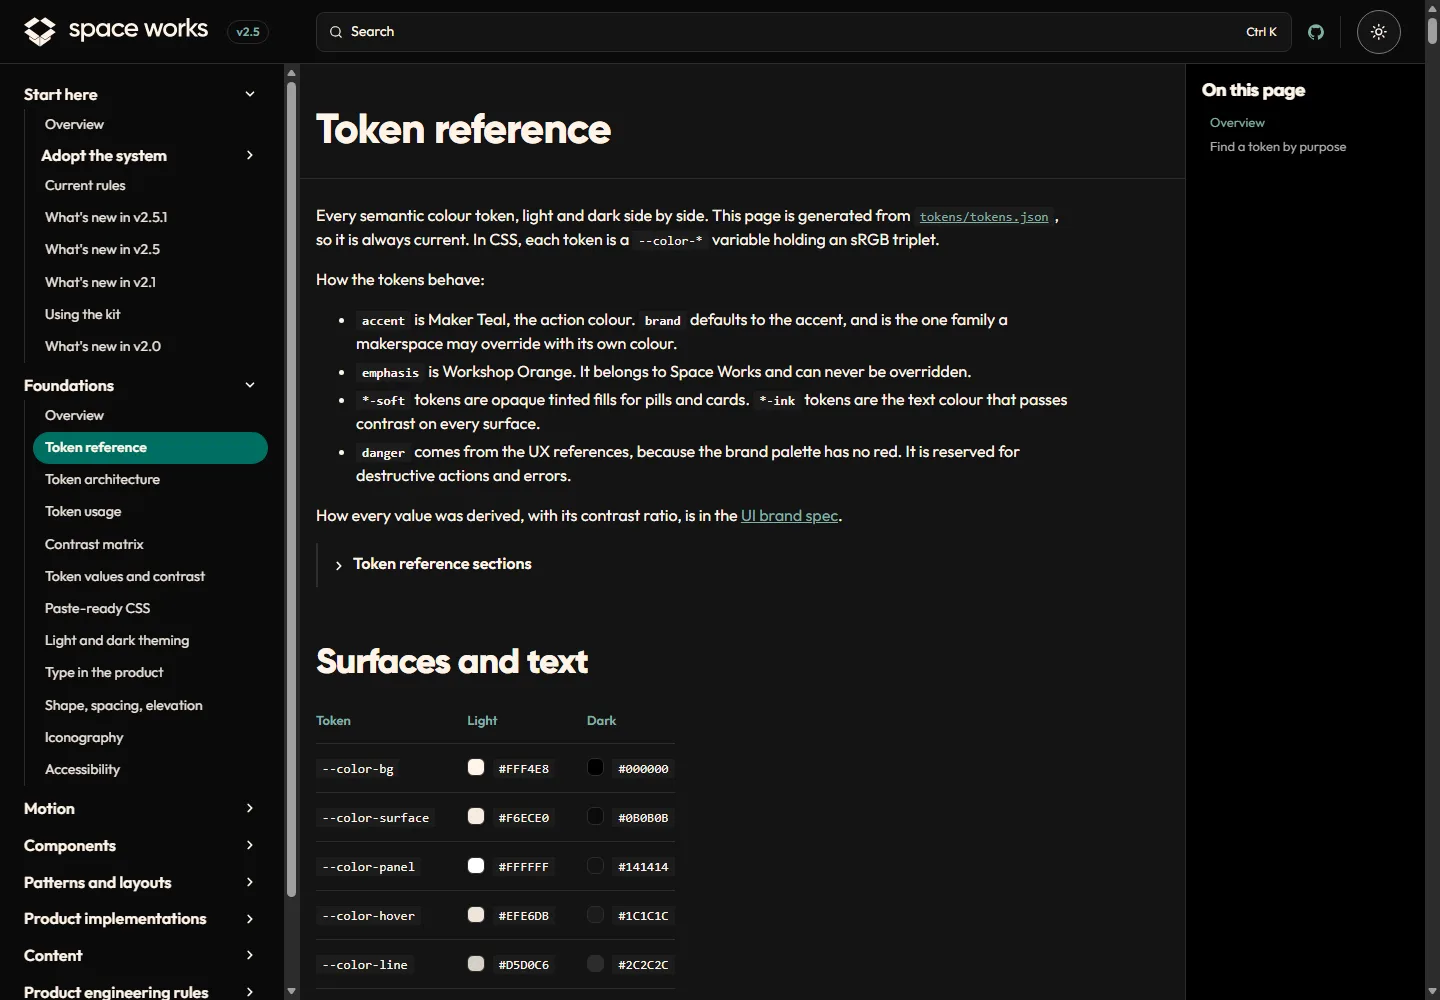 space works
v2.5
Search
Ctrl K
Start here
Overview
Adopt the system
Current rules
What's new in v2.5.1
What's new in v2.5
What's new in v2.1
Using the kit
What's new in v2.0
Foundations
Overview
Token reference
Token architecture
Token usage
Contrast matrix
Token values and contrast
Paste-ready CSS
Light and dark theming
Type in the product
Shape, spacing, elevation
Iconography
Accessibility
Motion
Components
Patterns and layouts
Product implementations
Content
Product engineering rules
Token reference
Every semantic colour token, light and dark side by side. This page is generated from tokens/tokens.json ,
so it is always current. In CSS, each token is a --color-* variable holding an sRGB triplet.
How the tokens behave:
• accent is Maker Teal, the action colour. brand defaults to the accent, and is the one family a
makerspace may override with its own colour.
• emphasis is Workshop Orange. It belongs to Space Works and can never be overridden.
• *-soft tokens are opaque tinted fills for pills and cards. *-ink tokens are the text colour that passes
contrast on every surface.
• danger comes from the UX references, because the brand palette has no red. It is reserved for
destructive actions and errors.
How every value was derived, with its contrast ratio, is in the UI brand spec.
Token reference sections
Surfaces and text
Token Light Dark
--color-bg #FFF4E8 #000000
--color-surface #F6ECE0 #0B0B0B
--color-panel #FFFFFF #141414
--color-hover #EFE6DB #1C1C1C
--color-line #D5D0C6 #2C2C2C
On this page
Overview
Find a token by purpose